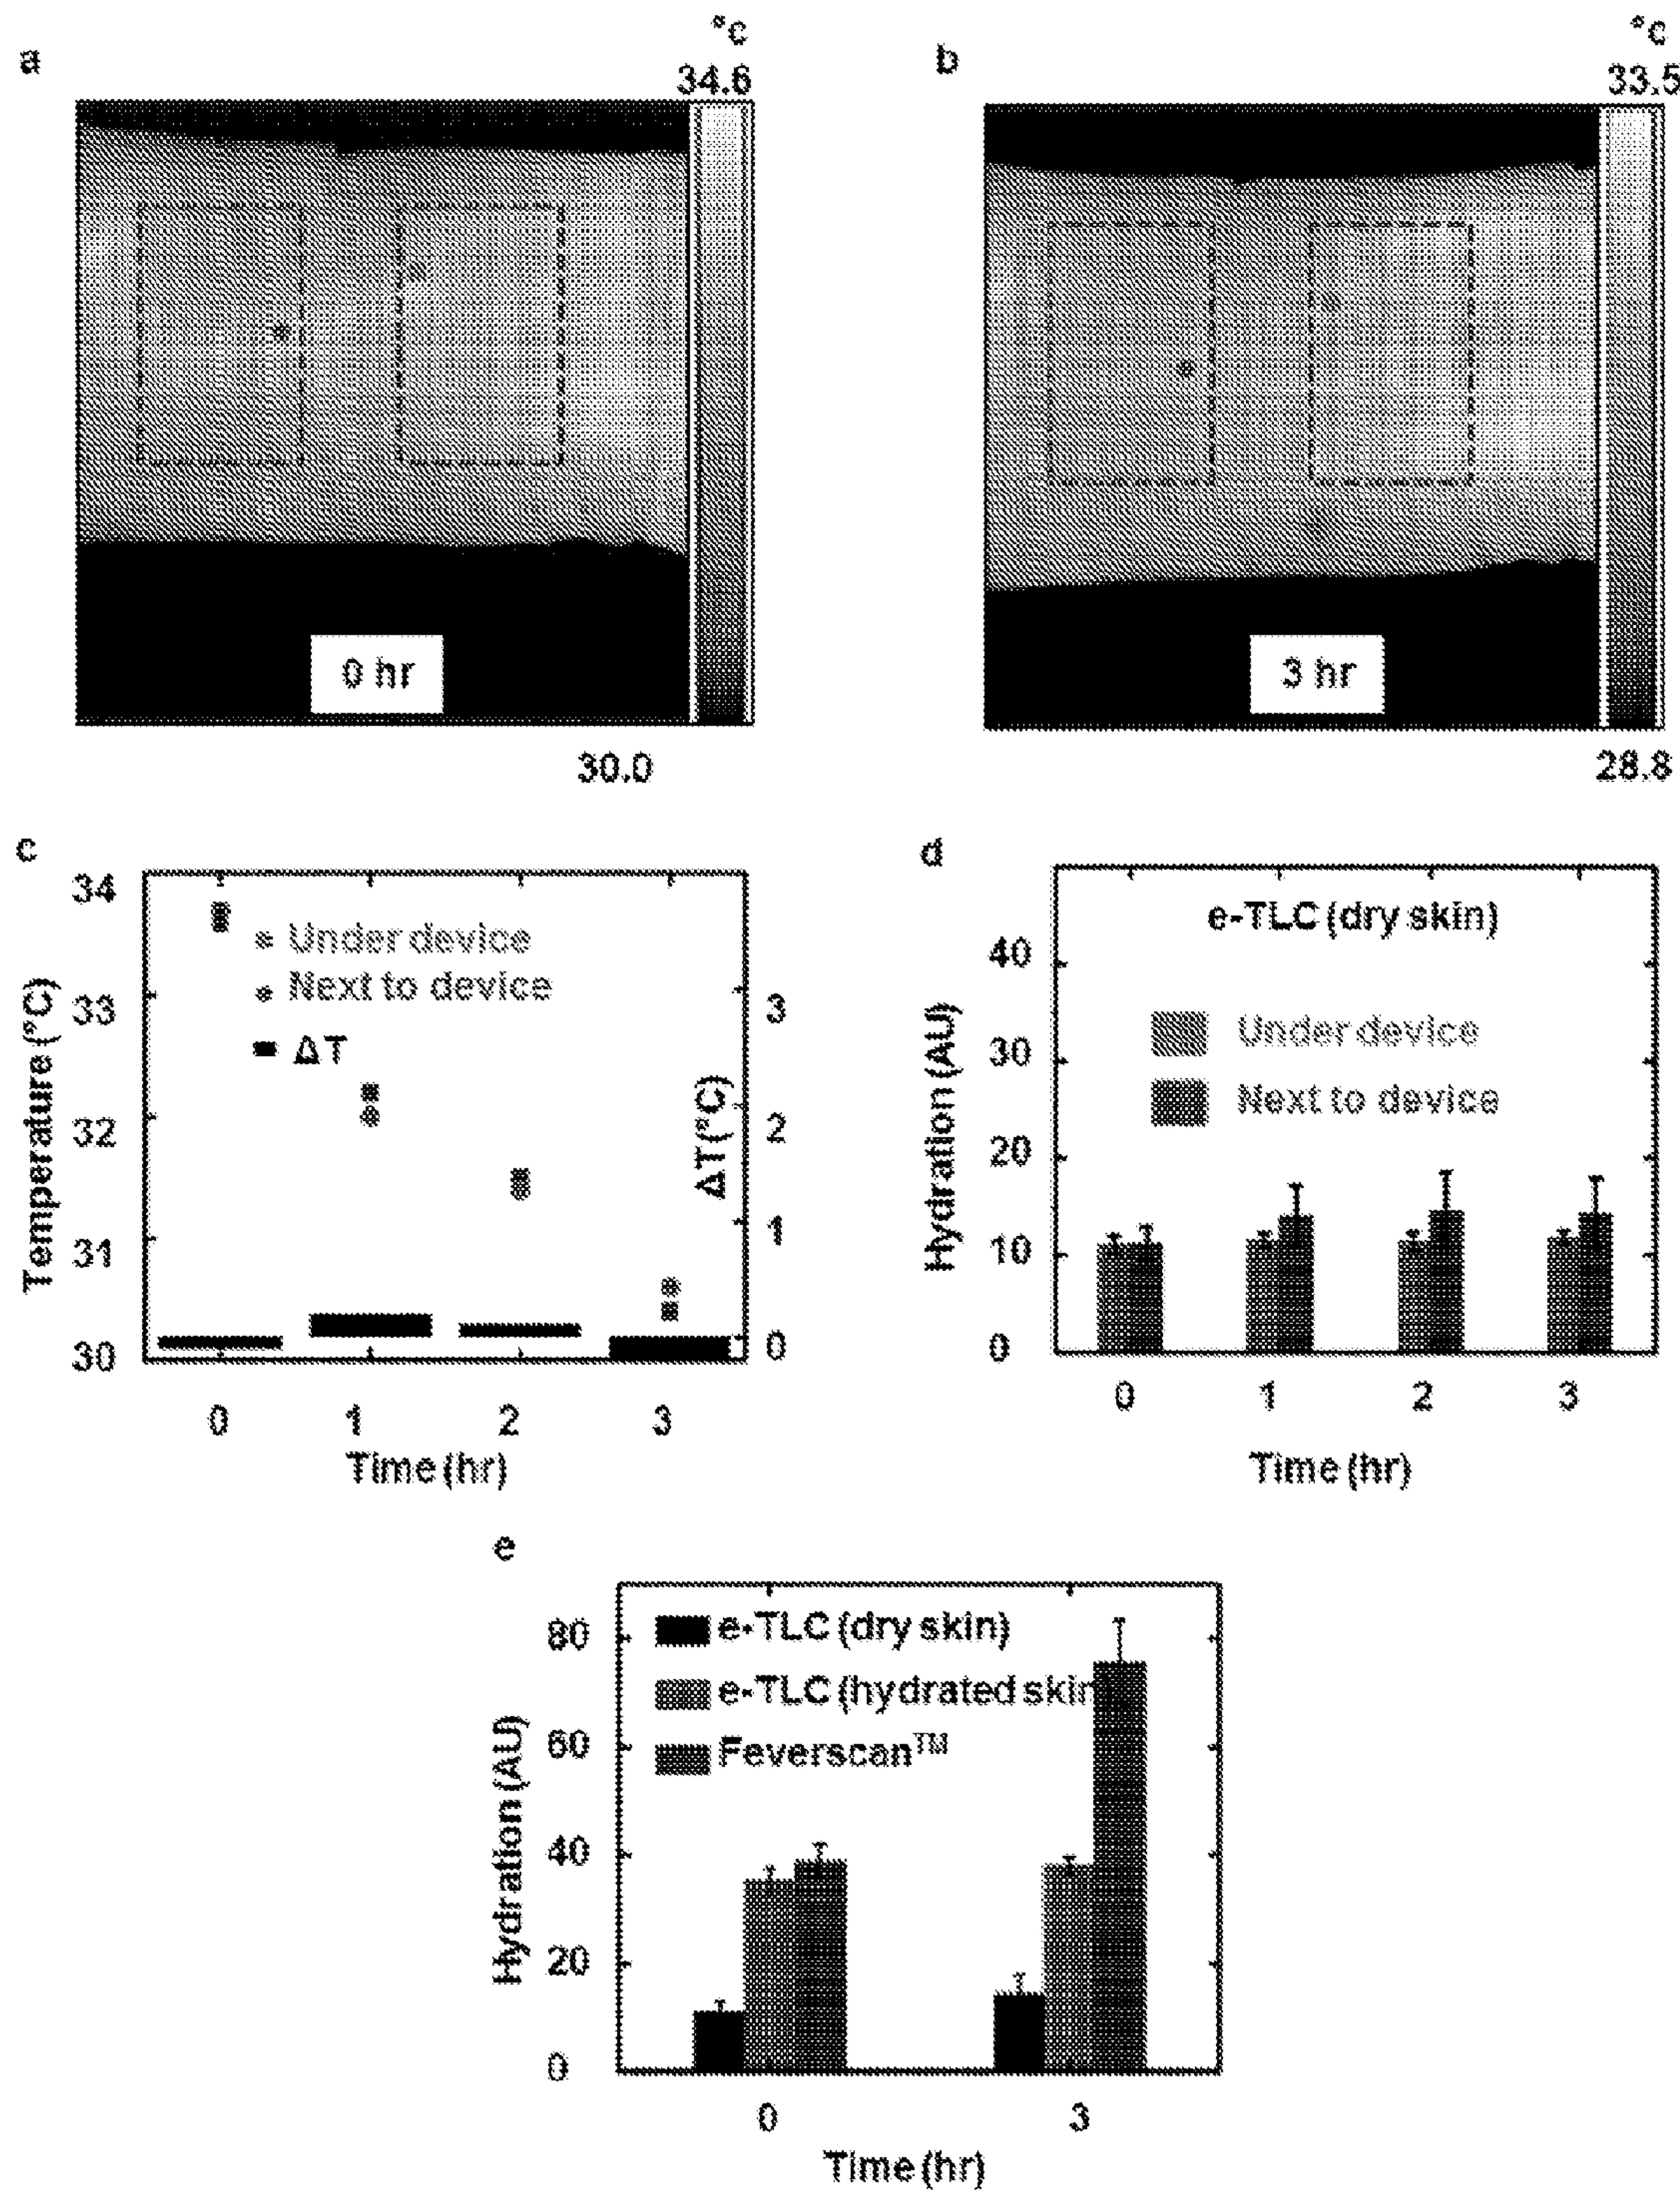 a
°C
34.6
0 hr
30.0
b
°C
33.5
3 hr
28.8
c
34
33
32
31
30
Temperature (°C)
Under device
Next to device
ΔT
3
2
1
0
ΔT(°C)
0 1 2 3
Time (hr)
d
e-TLC (dry skin)
40
30
20
10
0
Hydration (AU)
Under device
Next to device
0 1 2 3
Time (hr)
e
80
60
40
20
0
Hydration (AU)
e-TLC (dry skin)
e-TLC (hydrated skin
Feverscan™
0 3
Time (hr)